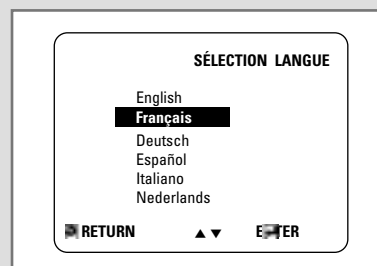 SÉLECTION LANGUE
English
Français
Deutsch
Español
Italiano
Nederlands
RETURN ▲ ▼